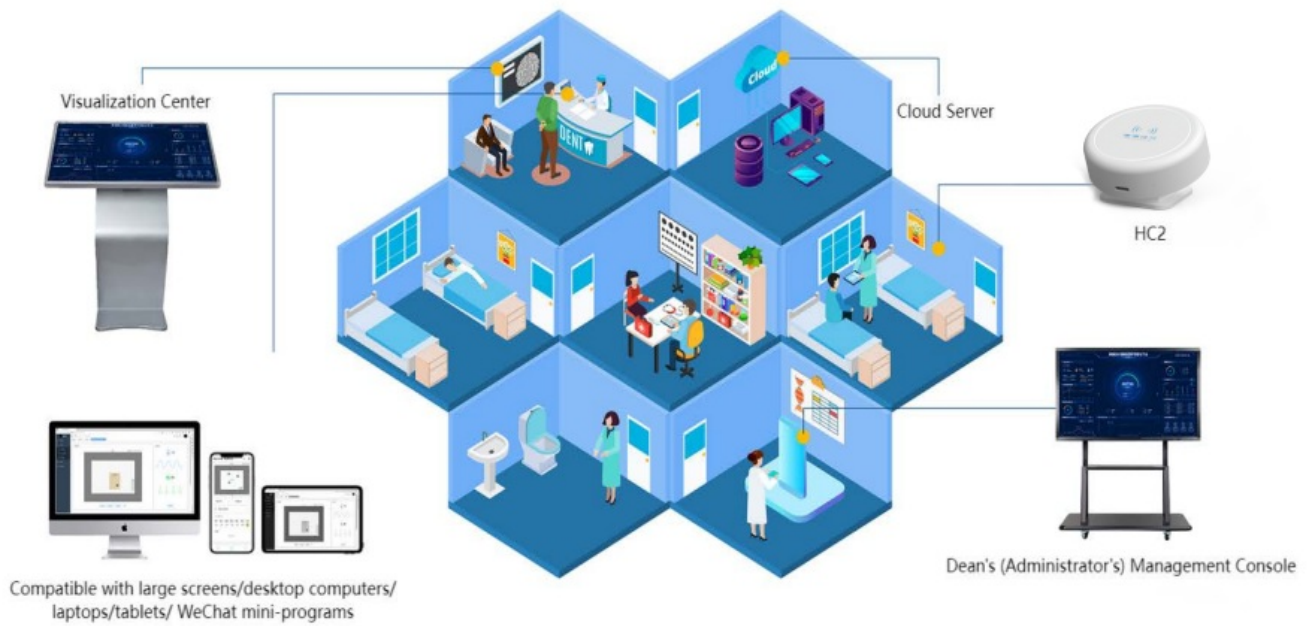 Visualization Center
Cloud
Cloud Server
DENT
HC2
Dean's (Administrator's) Management Console
Compatible with large screens/desktop computers/
laptops/tablets/ WeChat mini-programs